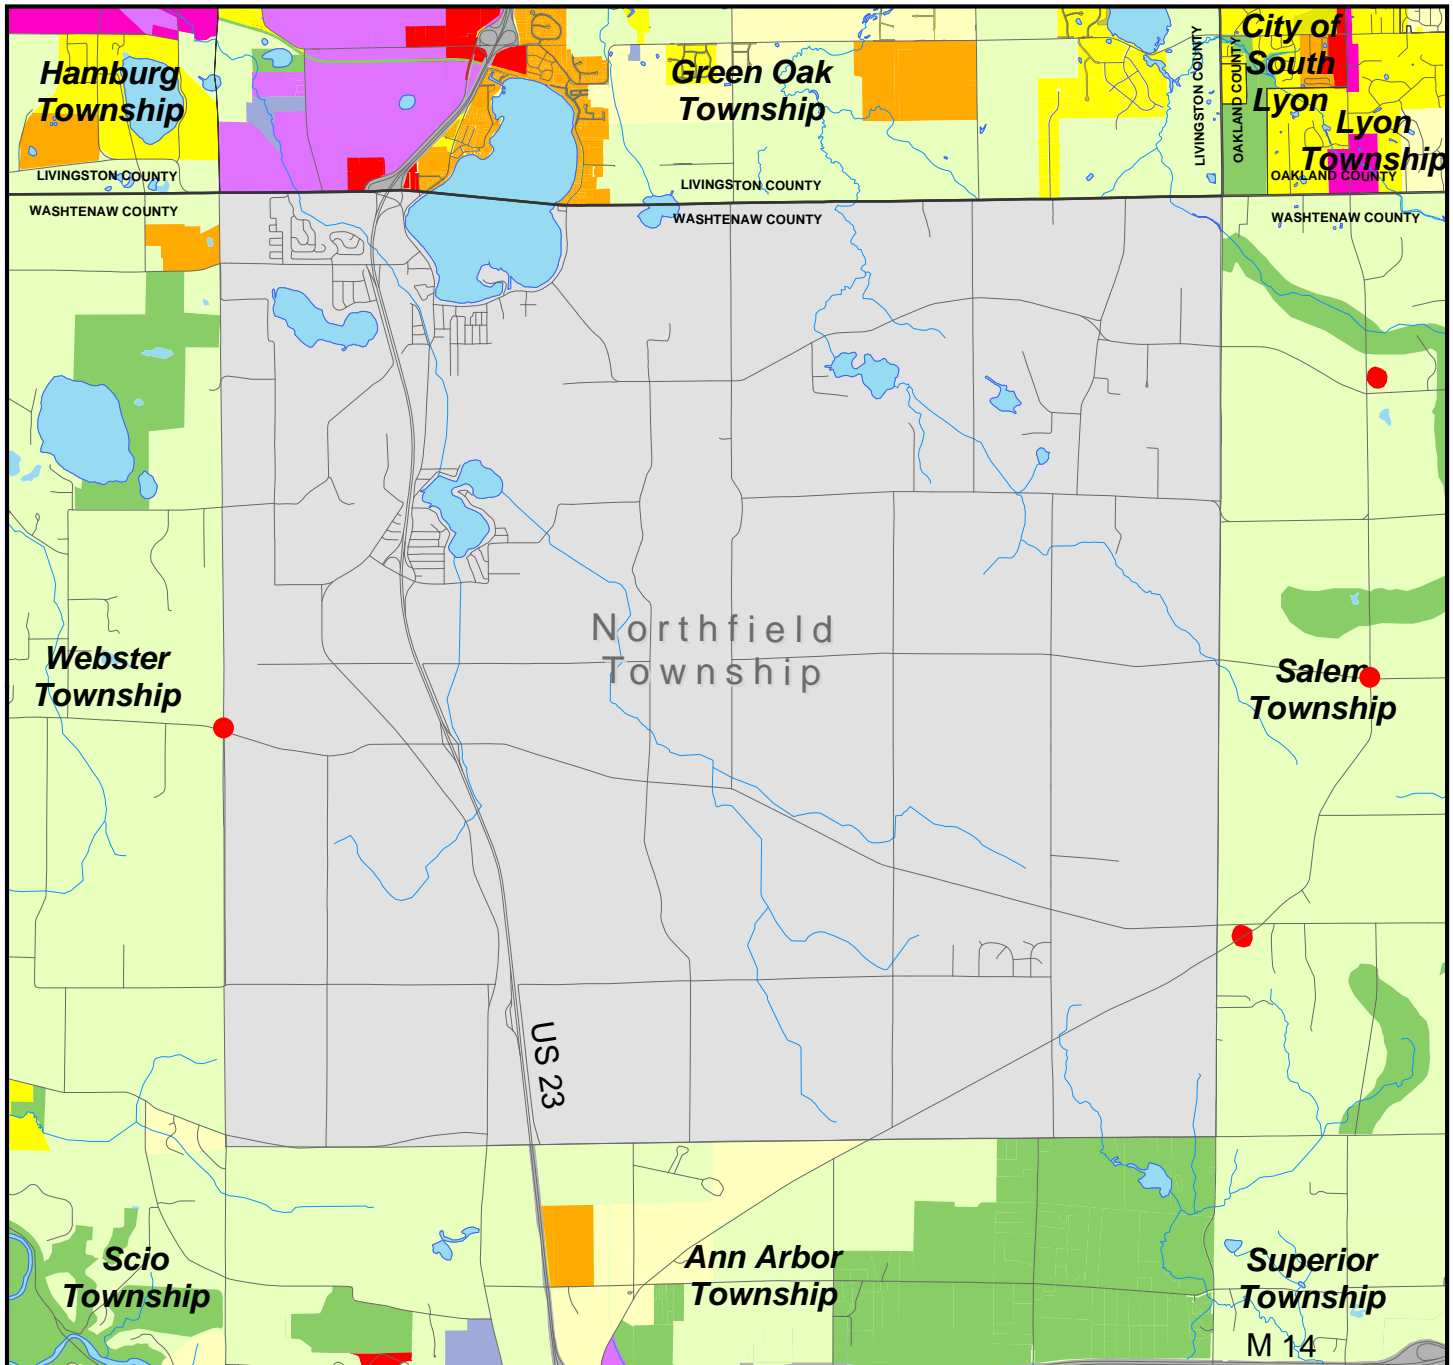 City of
South
Lyon
Hamburg
Township
Green Oak
Township
Lyon
Township
LIVINGSTON COUNTY
OAKLAND COUNTY
LIVINGSTON COUNTY
LIVINGSTON COUNTY
OAKLAND COUNTY
WASHTENAW COUNTY
WASHTENAW COUNTY
WASHTENAW COUNTY
Northfield
Township
Webster
Township
Salem
Township
US 23
Scio
Township
Ann Arbor
Township
Superior
Township
M 14